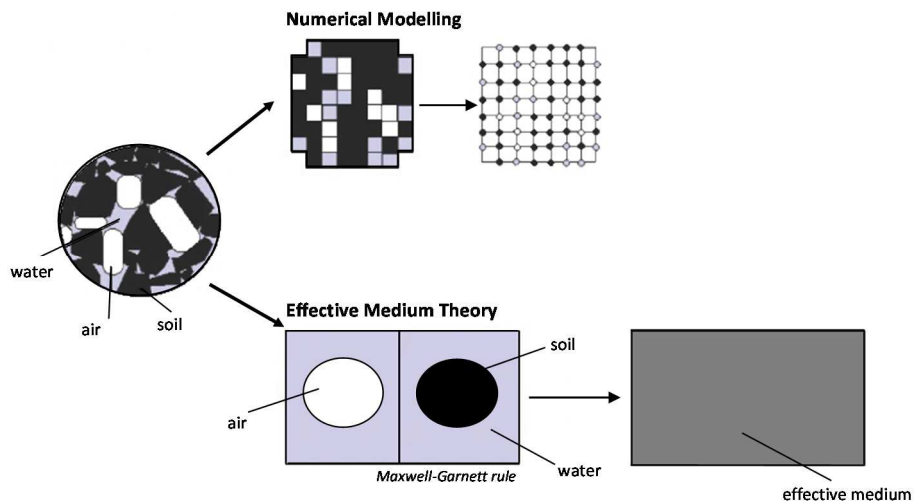 Numerical Modelling
water
air
soil
Effective Medium Theory
soil
air
water
Maxwell-Garnett rule
effective medium